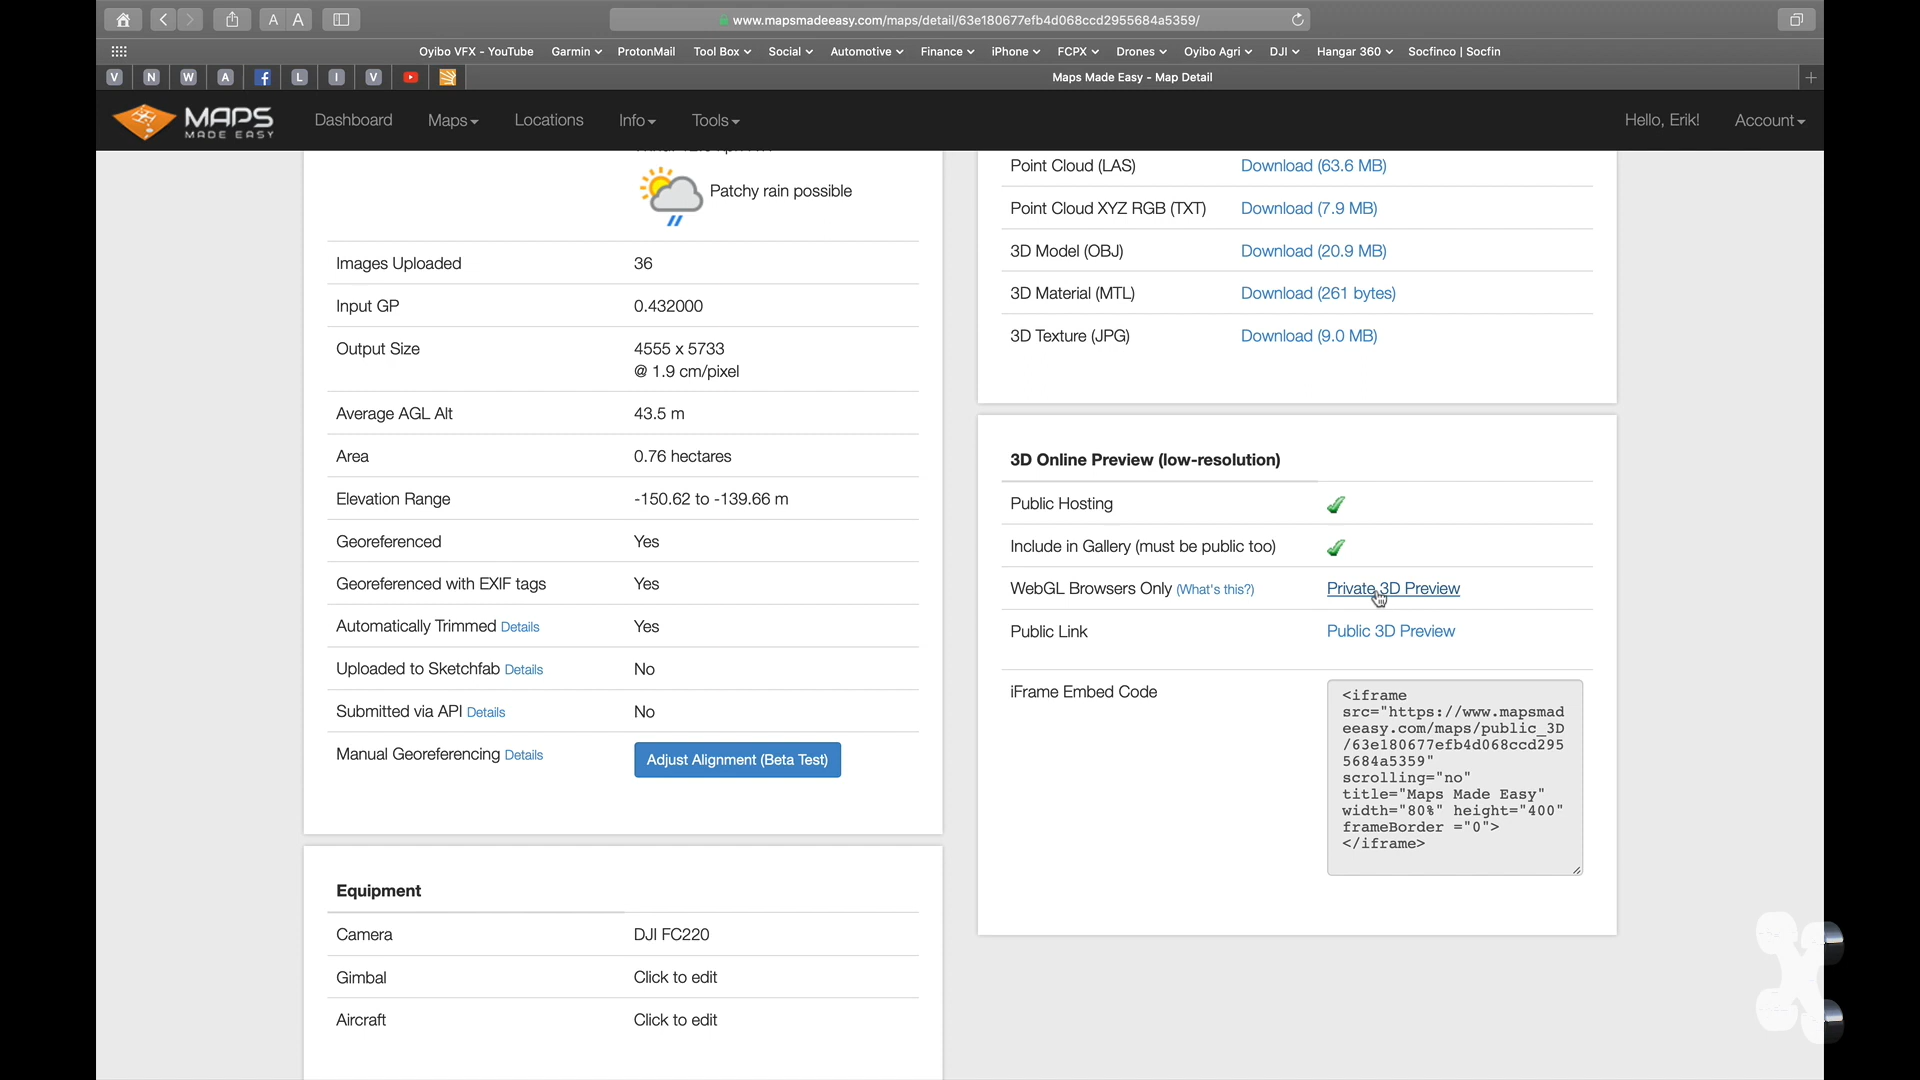 A A
www.mapsmadeeasy.com/maps/detail/63e180677efb4d068ccd2955684a5359/
Oyibo VFX - YouTube Garmin ProtonMail Tool Box Social Automotive Finance iPhone FCPX Drones Oyibo Agri DJI Hangar 360 Socfinco | Socfin
V N W A f L I V Maps Made Easy - Map Detail
MAPS
MADE EASY
Dashboard Maps Locations Info Tools Hello, Erik! Account
Patchy rain possible
Images Uploaded 36
Input GP 0.432000
Output Size 4555 x 5733
@ 1.9 cm/pixel
Average AGL Alt 43.5 m
Area 0.76 hectares
Elevation Range -150.62 to -139.66 m
Georeferenced Yes
Georeferenced with EXIF tags Yes
Automatically Trimmed Details Yes
Uploaded to Sketchfab Details No
Submitted via API Details No
Manual Georeferencing Details Adjust Alignment (Beta Test)
Equipment
Camera DJI FC220
Gimbal Click to edit
Aircraft Click to edit
Point Cloud (LAS) Download (63.6 MB)
Point Cloud XYZ RGB (TXT) Download (7.9 MB)
3D Model (OBJ) Download (20.9 MB)
3D Material (MTL) Download (261 bytes)
3D Texture (JPG) Download (9.0 MB)
3D Online Preview (low-resolution)
Public Hosting
Include in Gallery (must be public too)
WebGL Browsers Only (What's this?) Private 3D Preview
Public Link Public 3D Preview
iFrame Embed Code
<iframe
src="https://www.mapsmad
eeasy.com/maps/public_3D
/63e180677efb4d068ccd295
5684a5359"
scrolling="no"
title="Maps Made Easy"
width="80%" height="400"
frameBorder ="0">
</iframe>